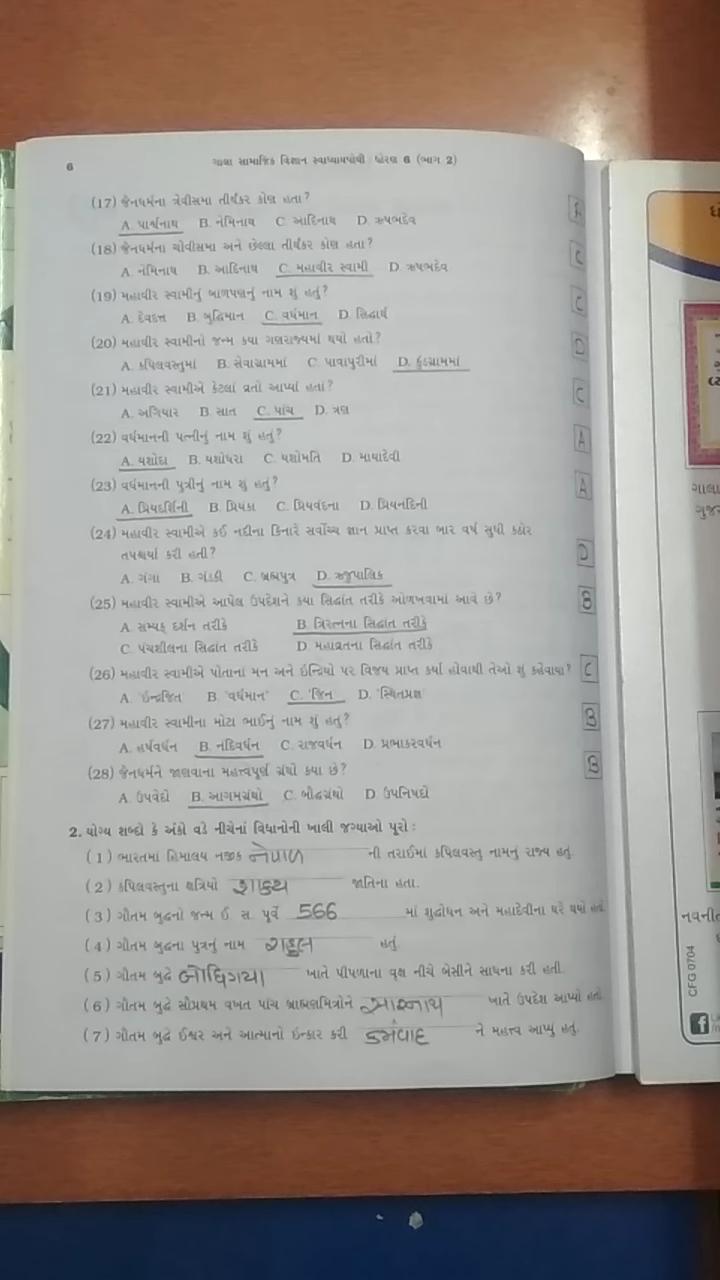 6
ગાલા સામાજિક વિજ્ઞાન સ્વાધ્યાયપોથી : ધોરણ 6 (ભાગ 2)
(17) જૈનધર્મના ત્રેવીસમા તીર્થંકર કોણ હતા? A
A. પાર્શ્વનાથ B. નેમિનાથ C. આદિનાથ D. ઋષભદેવ
(18) જૈનધર્મના ચોવીસમા અને છેલ્લા તીર્થંકર કોણ હતા? C
A. નેમિનાથ B. આદિનાથ C. મહાવીર સ્વામી D. ઋષભદેવ
(19) મહાવીર સ્વામીનું બાળપણનું નામ શું હતું? C
A. દેવદત્ત B. બુદ્ધિમાન C. વર્ધમાન D. સિદ્ધાર્થ
(20) મહાવીર સ્વામીનો જન્મ કયા ગણરાજ્યમાં થયો હતો? D
A. કપિલવસ્તુમાં B. સેવાગ્રામમાં C. પાવાપુરીમાં D. કુંડગ્રામમાં
(21) મહાવીર સ્વામીએ કેટલાં વ્રતો આપ્યાં હતાં? C
A. અગિયાર B. સાત C. પાંચ D. ત્રણ
(22) વર્ધમાનની પત્નીનું નામ શું હતું? A
A. યશોદા B. યશોધરા C. યશોમતિ D. માયાદેવી
(23) વર્ધમાનની પુત્રીનું નામ શું હતું? A
A. પ્રિયદર્શિની B. પ્રિયંકા C. પ્રિયવંદના D. પ્રિયનંદિની
(24) મહાવીર સ્વામીએ કઈ નદીના કિનારે સર્વોચ્ચ જ્ઞાન પ્રાપ્ત કરવા બાર વર્ષ સુધી કઠોર
તપશ્ચર્યા કરી હતી? D
A. ગંગા B. ગંડકી C. બ્રહ્મપુત્ર D. ઋજુપાલિક
(25) મહાવીર સ્વામીએ આપેલ ઉપદેશને કયા સિદ્ધાંત તરીકે ઓળખવામાં આવે છે? B
A. સમ્યક્ દર્શન તરીકે B. ત્રિરત્નના સિદ્ધાંત તરીકે
C. પંચશીલના સિદ્ધાંત તરીકે D. મહાવ્રતના સિદ્ધાંત તરીકે
(26) મહાવીર સ્વામીએ પોતાનાં મન અને ઇન્દ્રિયો પર વિજય પ્રાપ્ત કર્યો હોવાથી તેઓ શું કહેવાયા? C
A. 'ઇન્દ્રજિત' B. 'વર્ધમાન' C. 'જિન' D. 'સ્થિતપ્રજ્ઞ'
(27) મહાવીર સ્વામીના મોટા ભાઈનું નામ શું હતું? B
A. હર્ષવર્ધન B. નંદિવર્ધન C. રાજવર્ધન D. પ્રભાકરવર્ધન
(28) જૈનધર્મને જાણવાના મહત્ત્વપૂર્ણ ગ્રંથો કયા છે? B
A. ઉપવેદો B. આગમગ્રંથો C. બૌદ્ધગ્રંથો D. ઉપનિષદો
2. યોગ્ય શબ્દો કે અંકો વડે નીચેનાં વિધાનોની ખાલી જગ્યાઓ પૂરો :
(1) ભારતમાં હિમાલય નજીક નેપાળ ની તરાઈમાં કપિલવસ્તુ નામનું રાજ્ય હતું.
(2) કપિલવસ્તુના ક્ષત્રિયો શાક્ય જાતિના હતા.
(3) ગૌતમ બુદ્ધનો જન્મ ઈ. સ. પૂર્વે 566 માં શુદ્ધોધન અને મહાદેવીના ઘરે થયો હતો.
(4) ગૌતમ બુદ્ધના પુત્રનું નામ રાહુલ હતું.
(5) ગૌતમ બુદ્ધે બોધિગયા ખાતે પીપળાના વૃક્ષ નીચે બેસીને સાધના કરી હતી.
(6) ગૌતમ બુદ્ધે સૌપ્રથમ વખત પાંચ બ્રાહ્મણમિત્રોને સારનાથ ખાતે ઉપદેશ આપ્યો હતો.
(7) ગૌતમ બુદ્ધે ઈશ્વર અને આત્માનો ઇન્કાર કરી કર્મવાદ ને મહત્ત્વ આપ્યું હતું.
ગાલા
ગુજર
નવનીત
CFG 0704
f